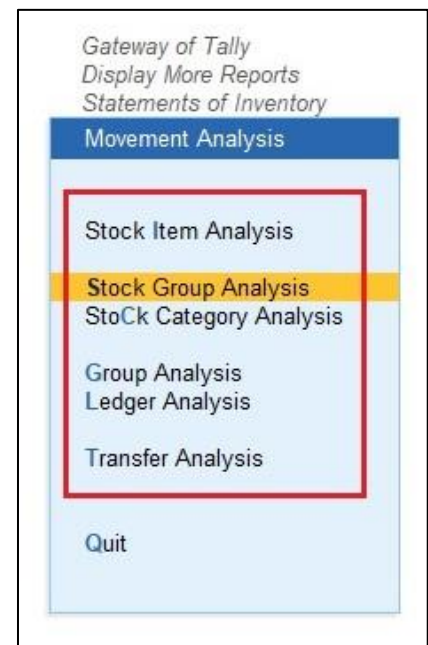 Gateway of Tally
Display More Reports
Statements of Inventory
Movement Analysis
Stock Item Analysis
Stock Group Analysis
StoCk Category Analysis
Group Analysis
Ledger Analysis
Transfer Analysis
Quit